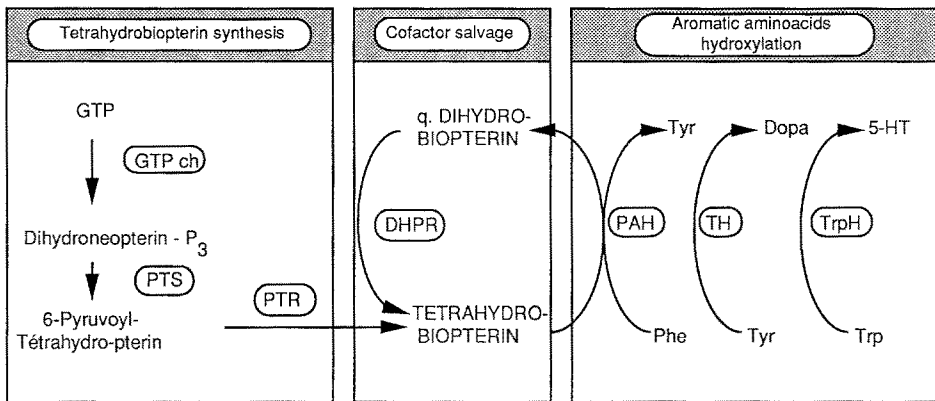 Tetrahydrobiopterin synthesis
GTP
GTP ch
Dihydroneopterin - P3
PTS
6-Pyruvoyl-
Tétrahydro-pterin
PTR
Cofactor salvage
q. DIHYDRO-
BIOPTERIN
DHPR
TETRAHYDRO-
BIOPTERIN
Aromatic aminoacids
hydroxylation
Tyr
Dopa
5-HT
PAH
TH
TrpH
Phe
Tyr
Trp